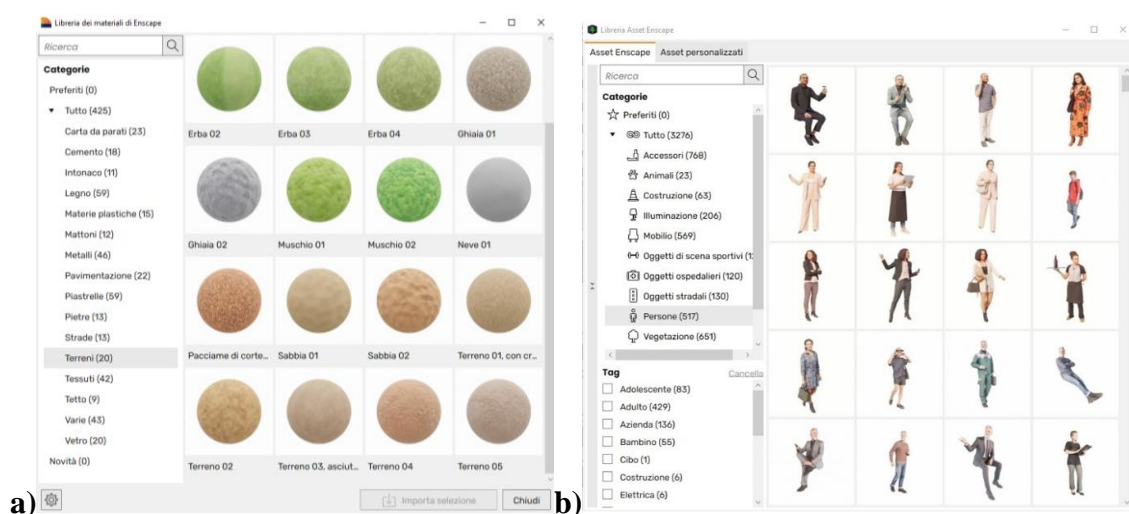 Libreria dei materiali di Enscape
Ricerca
Categorie
Preferiti (0)
Tutto (425)
Carta da parati (23)
Cemento (18)
Intonaco (11)
Legno (59)
Materie plastiche (15)
Mattoni (12)
Metalli (46)
Pavimentazione (22)
Piastrelle (59)
Pietre (13)
Strade (13)
Terreni (20)
Tessuti (42)
Tetto (9)
Varie (43)
Vetro (20)
Novità (0)
Erba 02
Erba 03
Erba 04
Ghiaia 01
Ghiaia 02
Muschio 01
Muschio 02
Neve 01
Pacciame di corte...
Sabbia 01
Sabbia 02
Terreno 01, con cr...
Terreno 02
Terreno 03, asciut...
Terreno 04
Terreno 05
Importa selezione
Chiudi
a)
b)
Libreria Asset Enscape
Asset Enscape
Asset personalizzati
Ricerca
Categorie
Preferiti (0)
Tutto (3276)
Accessori (768)
Animali (23)
Costruzione (63)
Illuminazione (206)
Mobilio (569)
Oggetti di scena sportivi (1
Oggetti ospedalieri (120)
Oggetti stradali (130)
Persone (517)
Vegetazione (651)
Tag
Cancella
Adolescente (83)
Adulto (429)
Azienda (136)
Bambino (55)
Cibo (1)
Costruzione (6)
Elettrica (6)